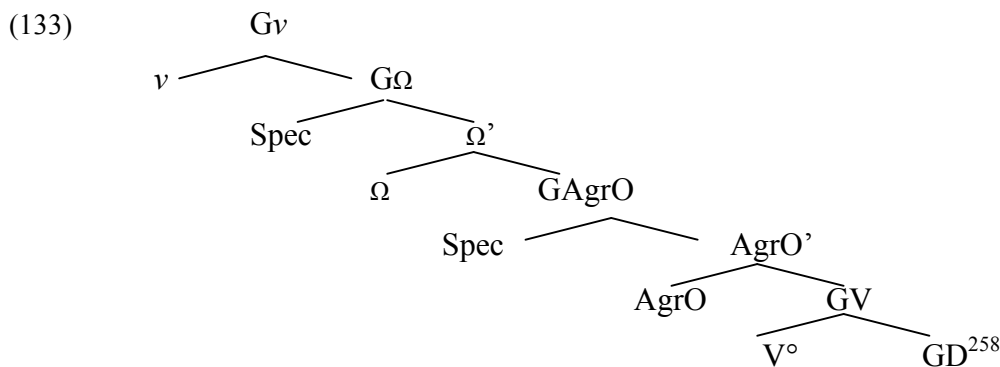 (133) Gv
v GΩ
Spec Ω’
Ω GAgrO
Spec AgrO’
AgrO GV
V° GD258